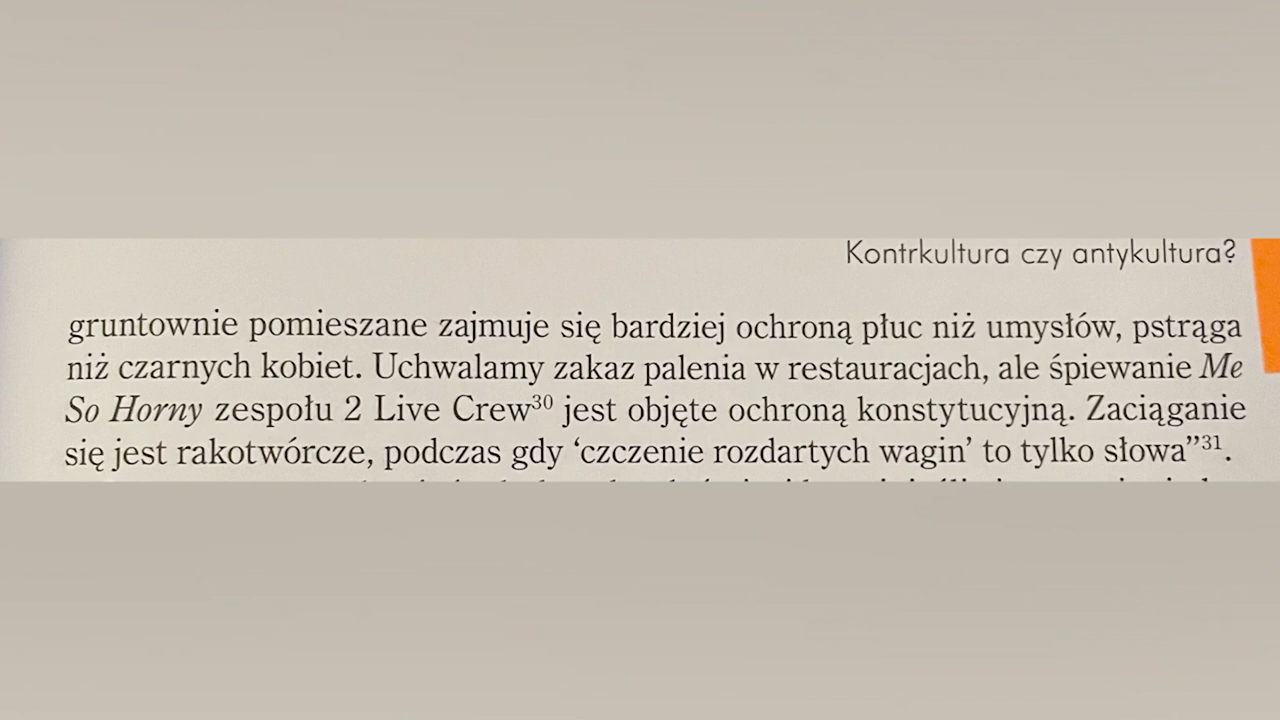 Kontrkultura czy antykultura?
gruntownie pomieszane zajmuje się bardziej ochroną płuc niż umysłów, pstrąga
niż czarnych kobiet. Uchwalamy zakaz palenia w restauracjach, ale śpiewanie Me
So Horny zespołu 2 Live Crew³⁰ jest objęte ochroną konstytucyjną. Zaciąganie
się jest rakotwórcze, podczas gdy ‘czczenie rozdartych wagin’ to tylko słowa”³¹.